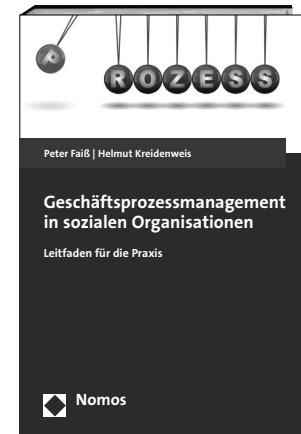 P ROZESS
Peter Faiß | Helmut Kreidenweis
Geschäftsprozessmanagement
in sozialen Organisationen
Leitfaden für die Praxis
Nomos